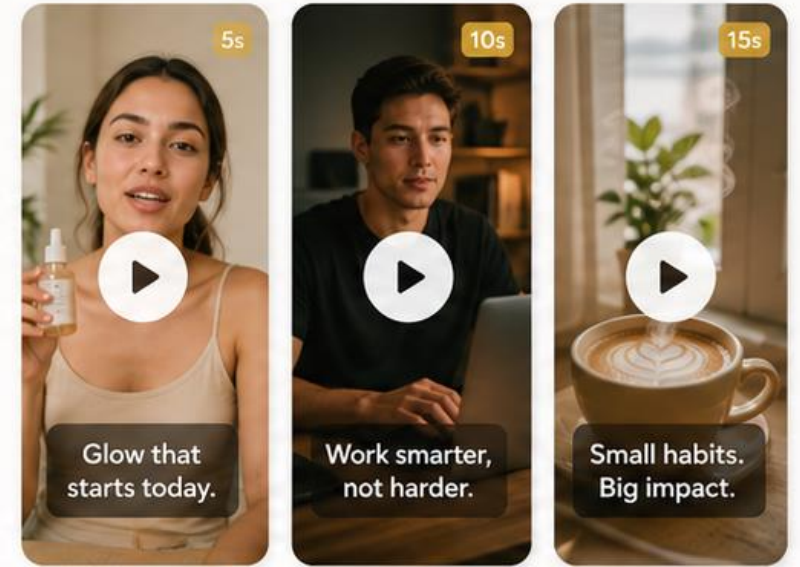 5s
Glow that
starts today.
10s
Work smarter,
not harder.
15s
Small habits.
Big impact.